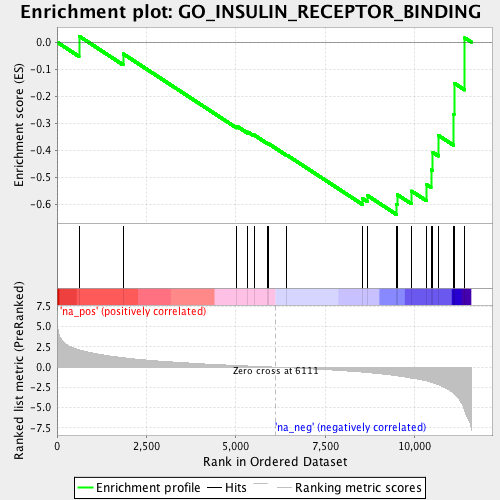 Enrichment plot: GO_INSULIN_RECEPTOR_BINDING
Enrichment score (ES)
0.0
-0.1
-0.2
-0.3
-0.4
-0.5
-0.6
Ranked list metric (PreRanked)
7.5
5.0
2.5
0.0
-2.5
-5.0
-7.5
'na_pos' (positively correlated)
Zero cross at 6111
'na_neg' (negatively correlated)
0
2,500
5,000
7,500
10,000
Rank in Ordered Dataset
Enrichment profile
Hits
Ranking metric scores